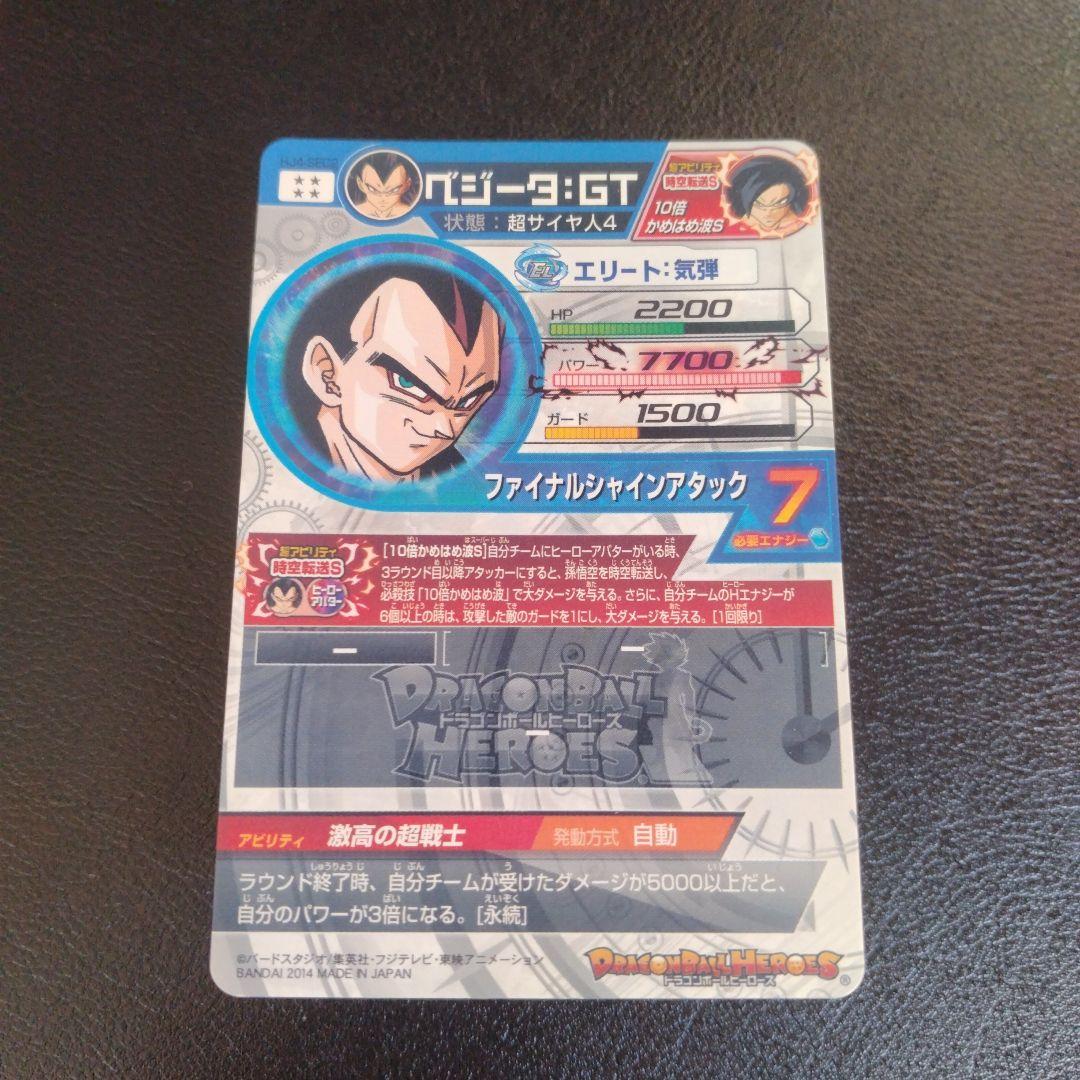 HJ4-SEC2
ベジータ:GT
状態:超サイヤ人4
超アビリティ
時空転送S
10倍
かめはめ波S
EL
エリート:気弾
HP 2200
パワー 7700
ガード 1500
ファイナルシャインアタック
7
必要エナジー
超アビリティ
時空転送S
ヒーロー
アバター
[10倍かめはめ波S]自分チームにヒーローアバターがいる時、
3ラウンド目以降アタッカーにすると、孫悟空を時空転送し、
必殺技「10倍かめはめ波」で大ダメージを与える。さらに、自分チームのHエナジーが
6個以上の時は、攻撃した敵のガードを1にし、大ダメージを与える。[1回限り]
ー
[ ー ]
DRAGONBALL
ドラゴンボールヒーローズ
ー
HEROES
アビリティ 激高の超戦士 発動方式 自動
ラウンド終了時、自分チームが受けたダメージが5000以上だと、
自分のパワーが3倍になる。[永続]
©バードスタジオ/集英社・フジテレビ・東映アニメーション
BANDAI 2014 MADE IN JAPAN
DRAGONBALL HEROES®
ドラゴンボールヒーローズ